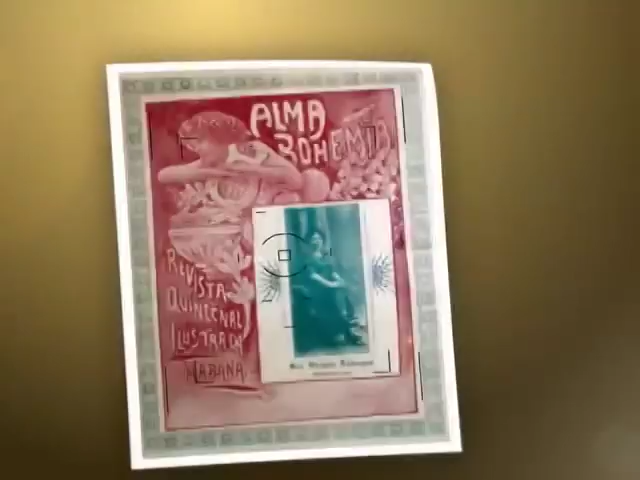 ALMA
BOHEMIA
REVISTA
QUINCENAL
ILUSTRADA
HABANA